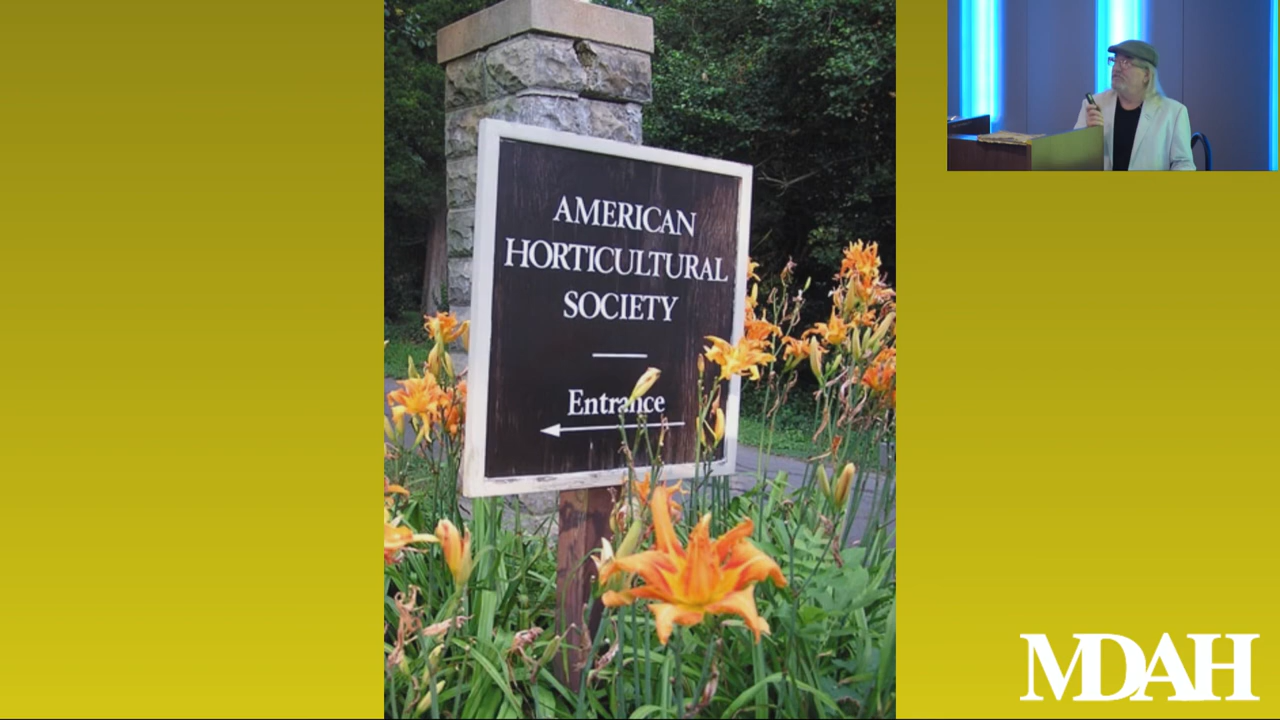 AMERICAN
HORTICULTURAL
SOCIETY
Entrance
MDAH